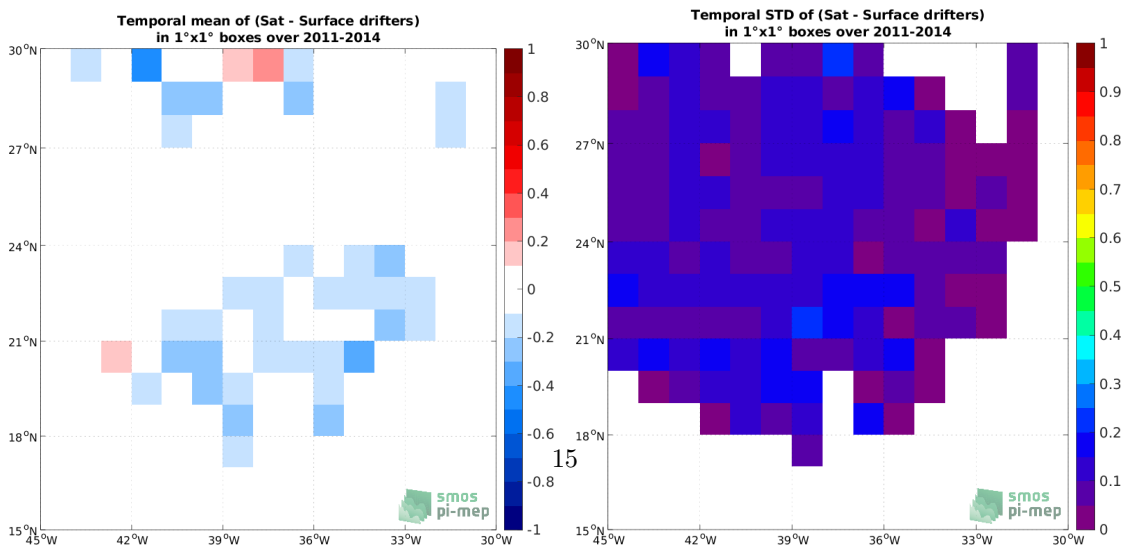 Temporal mean of (Sat - Surface drifters)
in 1°x1° boxes over 2011-2014
30°N
27°N
24°N
21°N
18°N
15°N
45°W
42°W
39°W
36°W
33°W
30°W
1
0.8
0.6
0.4
0.2
0
-0.2
-0.4
-0.6
-0.8
-1
smos
pi-mep
15
Temporal STD of (Sat - Surface drifters)
in 1°x1° boxes over 2011-2014
30°N
27°N
24°N
21°N
18°N
15°N
45°W
42°W
39°W
36°W
33°W
30°W
1
0.9
0.8
0.7
0.6
0.5
0.4
0.3
0.2
0.1
0
smos
pi-mep